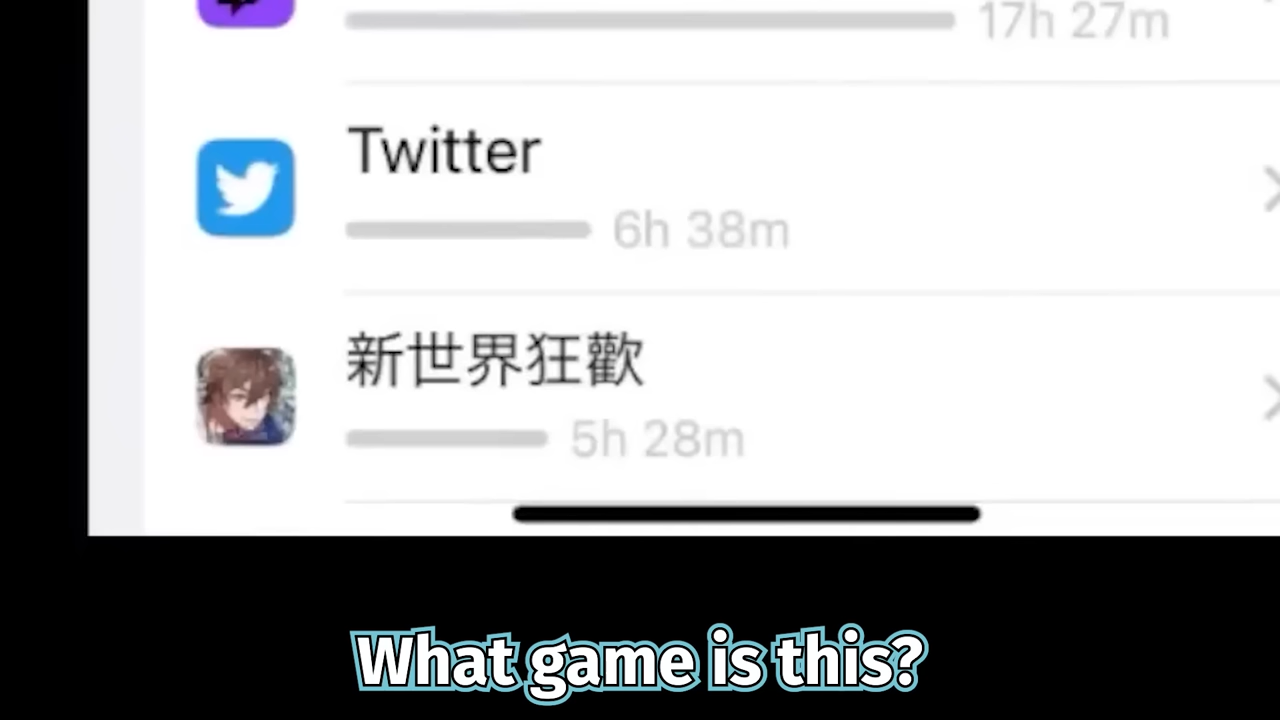 17h 27m
Twitter
6h 38m
新世界狂歡
5h 28m
What game is this?